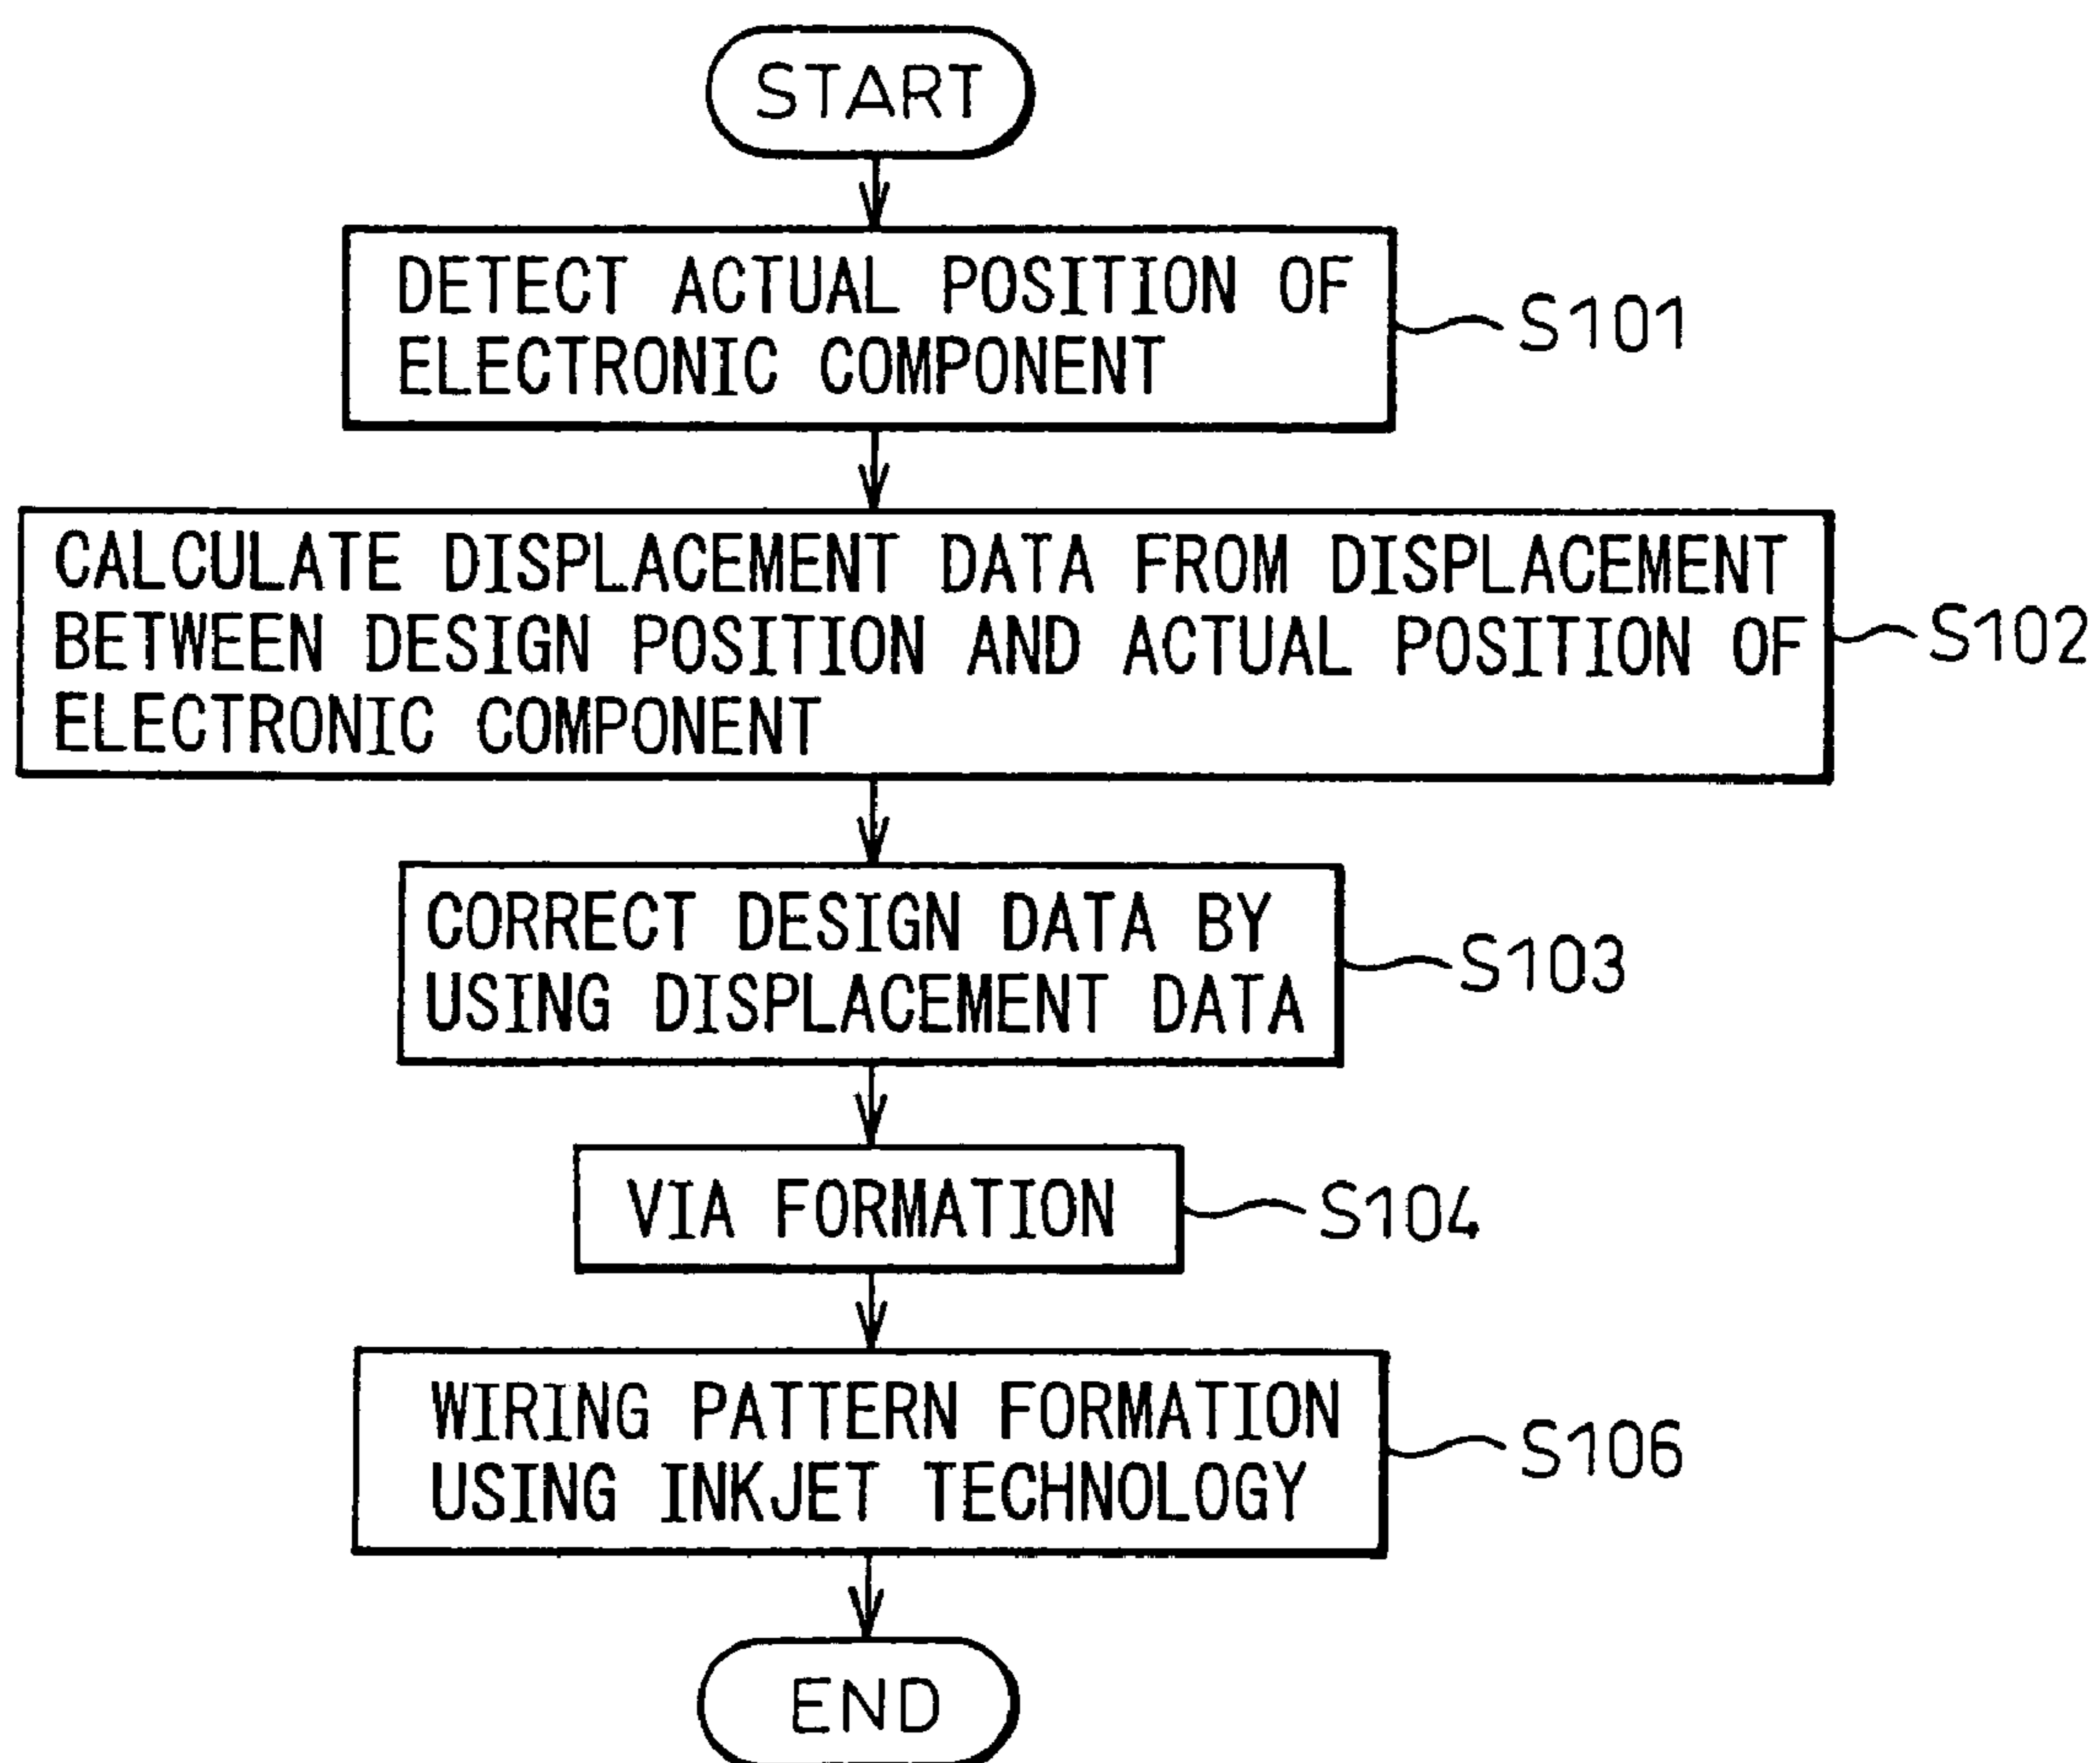 START
DETECT ACTUAL POSITION OF
ELECTRONIC COMPONENT
S101
CALCULATE DISPLACEMENT DATA FROM DISPLACEMENT
BETWEEN DESIGN POSITION AND ACTUAL POSITION OF
ELECTRONIC COMPONENT
S102
CORRECT DESIGN DATA BY
USING DISPLACEMENT DATA
S103
VIA FORMATION
S104
WIRING PATTERN FORMATION
USING INKJET TECHNOLOGY
S106
END